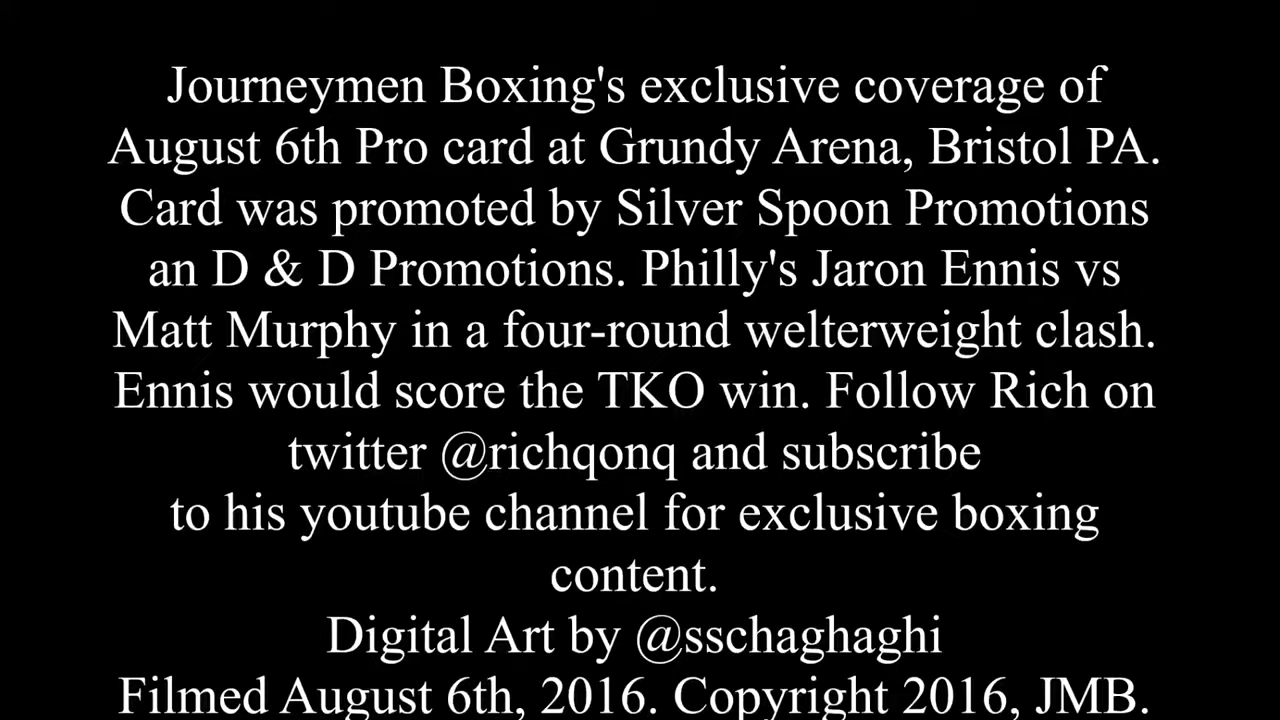 Journeymen Boxing's exclusive coverage of
August 6th Pro card at Grundy Arena, Bristol PA.
Card was promoted by Silver Spoon Promotions
an D & D Promotions. Philly's Jaron Ennis vs
Matt Murphy in a four-round welterweight clash.
Ennis would score the TKO win. Follow Rich on
twitter @richqonq and subscribe
to his youtube channel for exclusive boxing
content.
Digital Art by @sschaghaghi
Filmed August 6th, 2016. Copyright 2016, JMB.